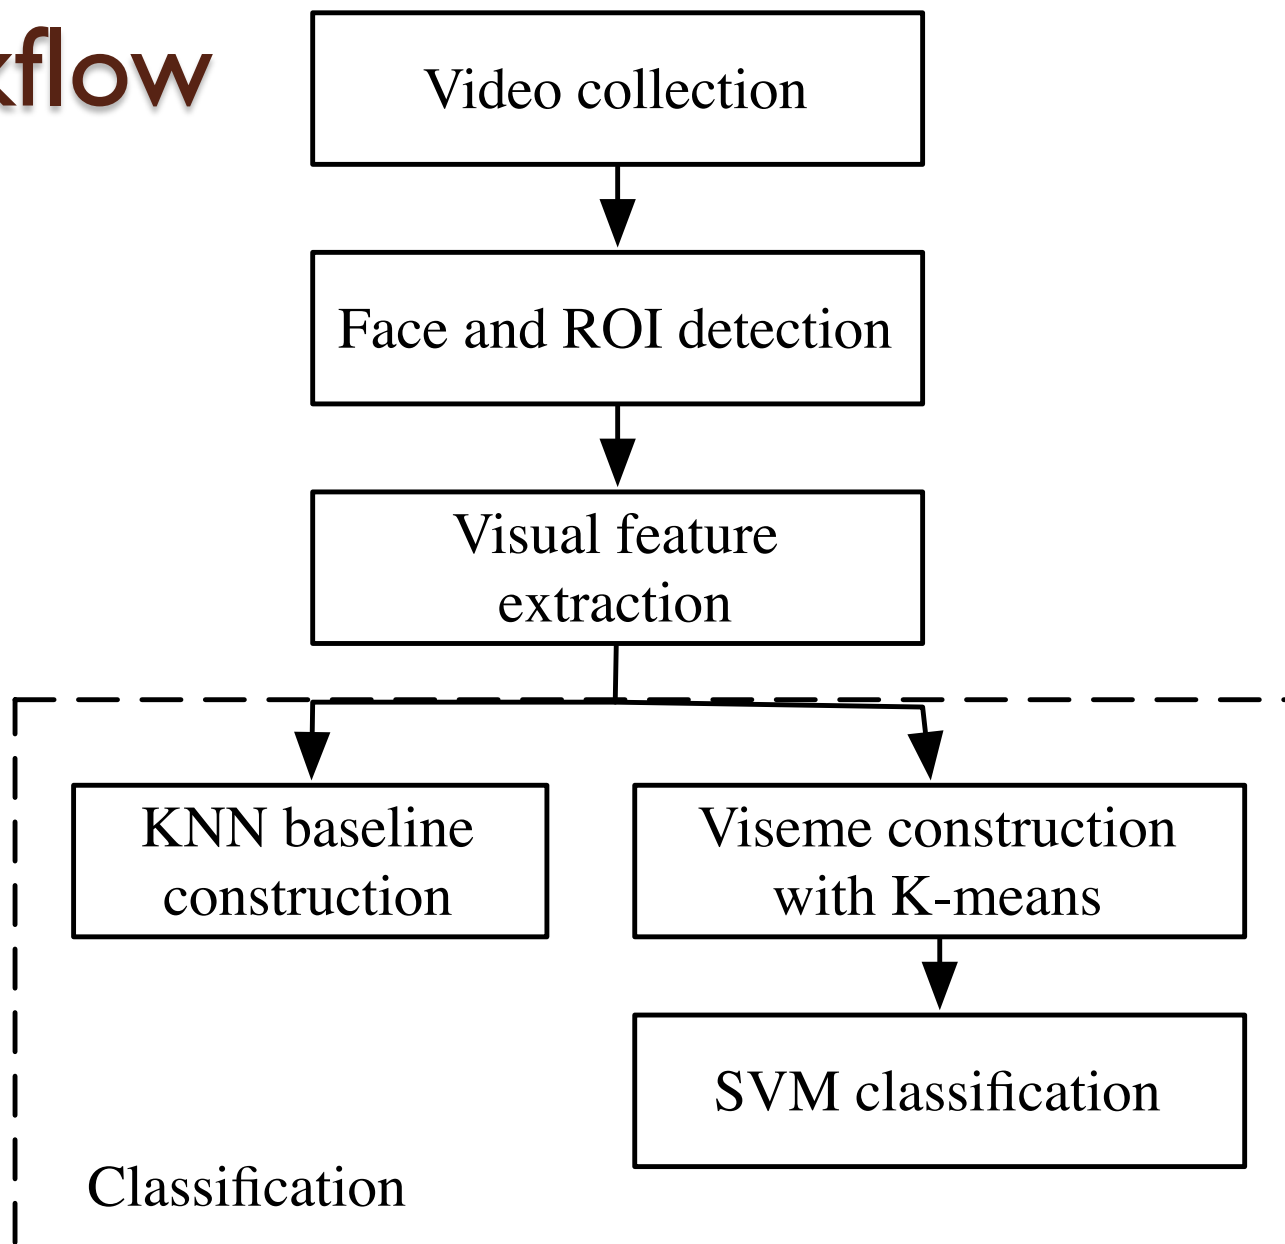 kflow
Video collection
Face and ROI detection
Visual feature
extraction
KNN baseline
construction
Viseme construction
with K-means
SVM classification
Classification